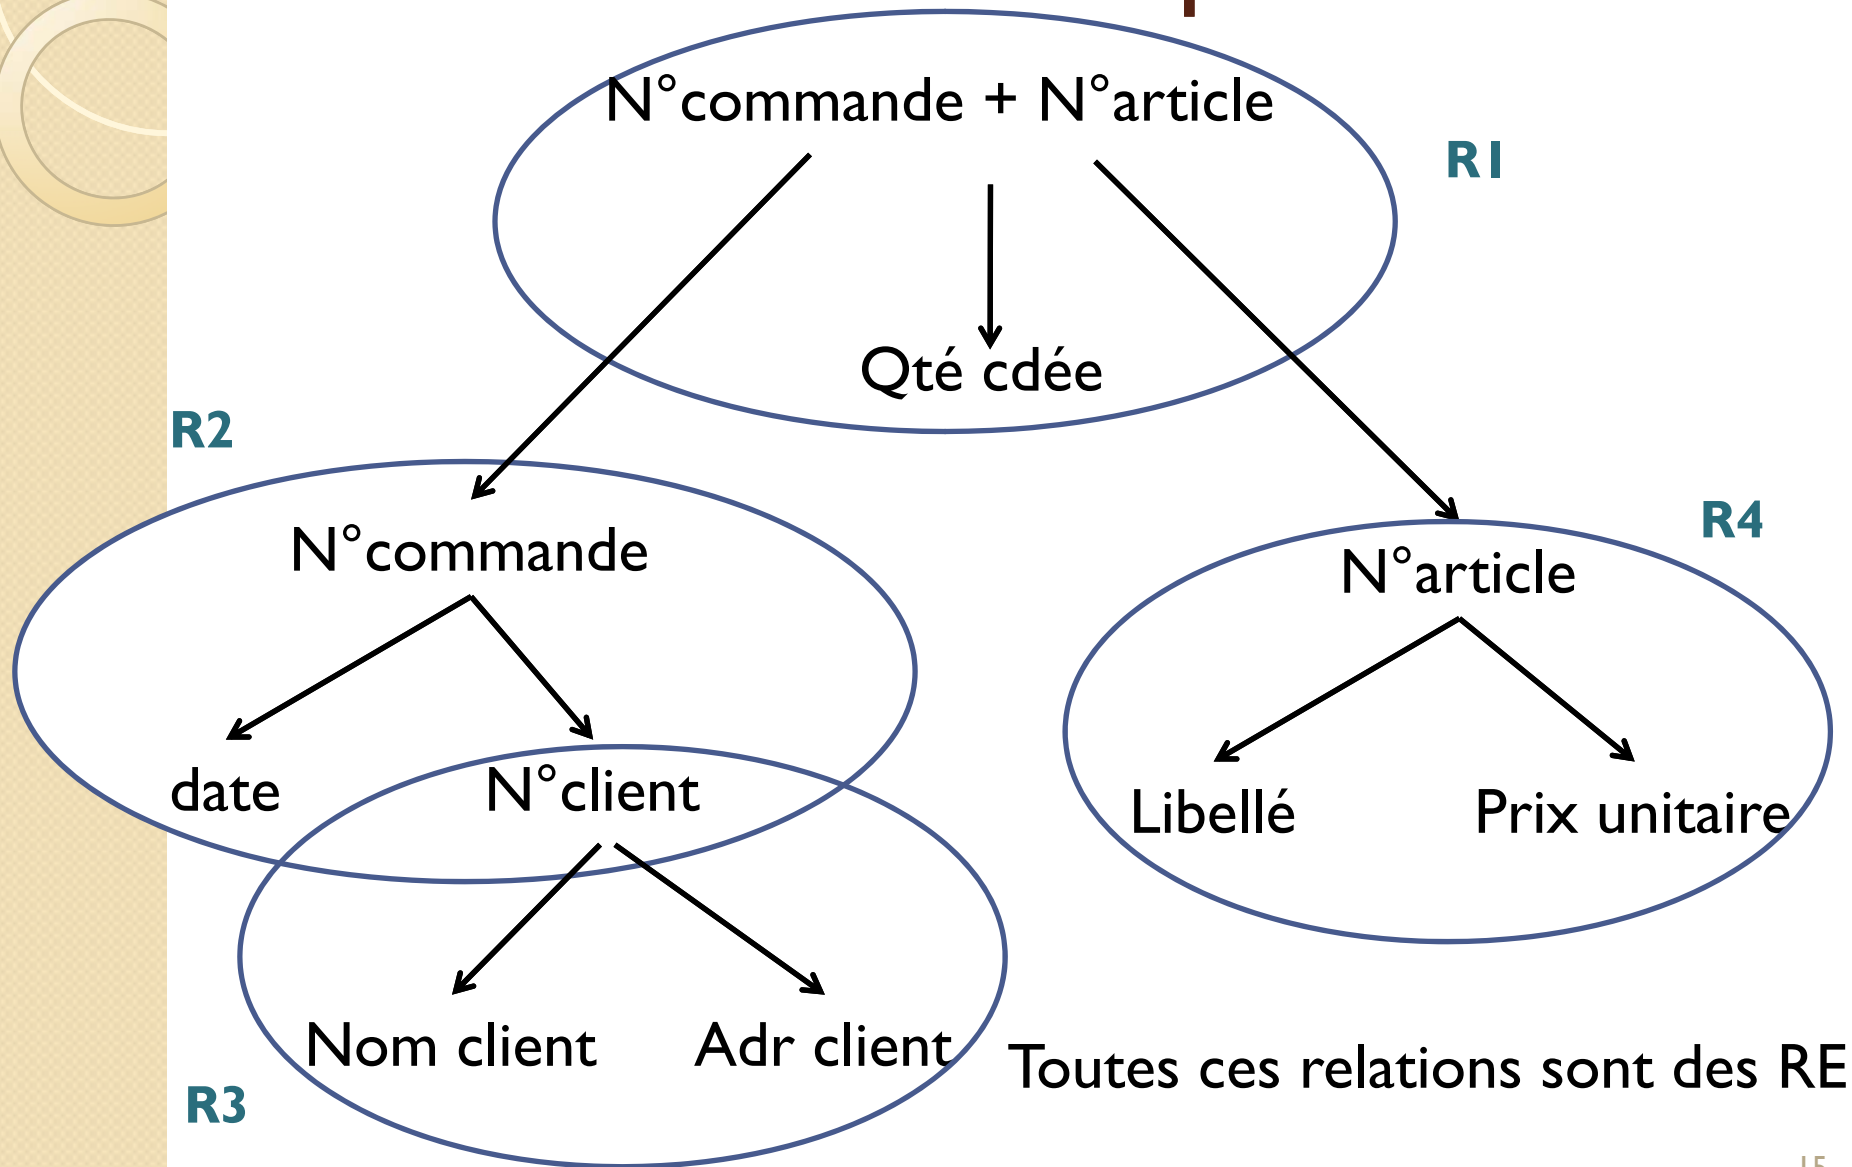 N°commande + N°article
R1
Qté cdée
R2
R4
N°commande
N°article
date
N°client
Libellé
Prix unitaire
Nom client
Adr client
Toutes ces relations sont des RE
R3